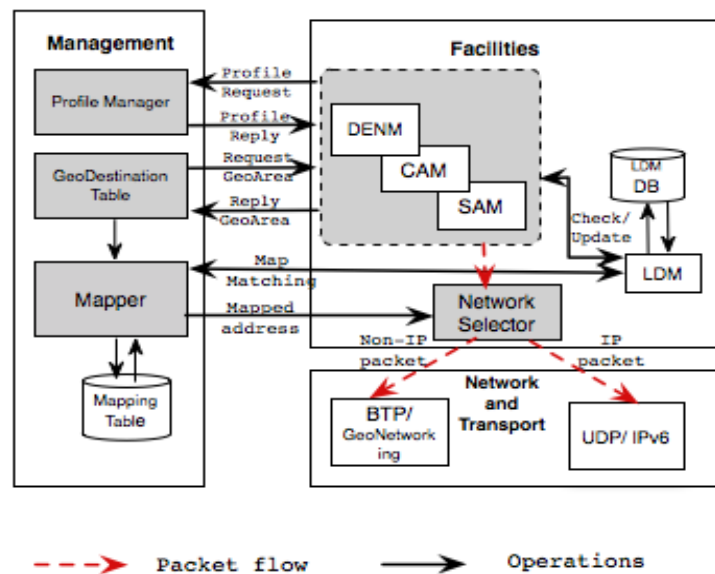 Management
Facilities
Profile Manager
Profile
Request
Profile
Reply
GeoDestination
Table
Request
GeoArea
Reply
GeoArea
DENM
CAM
SAM
LDM
DB
Check/
Update
LDM
Map
Matching
Mapper
Mapped
address
Network
Selector
Mapping
Table
Non-IP
packet
IP
packet
Network
and
Transport
BTP/
GeoNetwork
ing
UDP/ IPv6
Packet flow
Operations